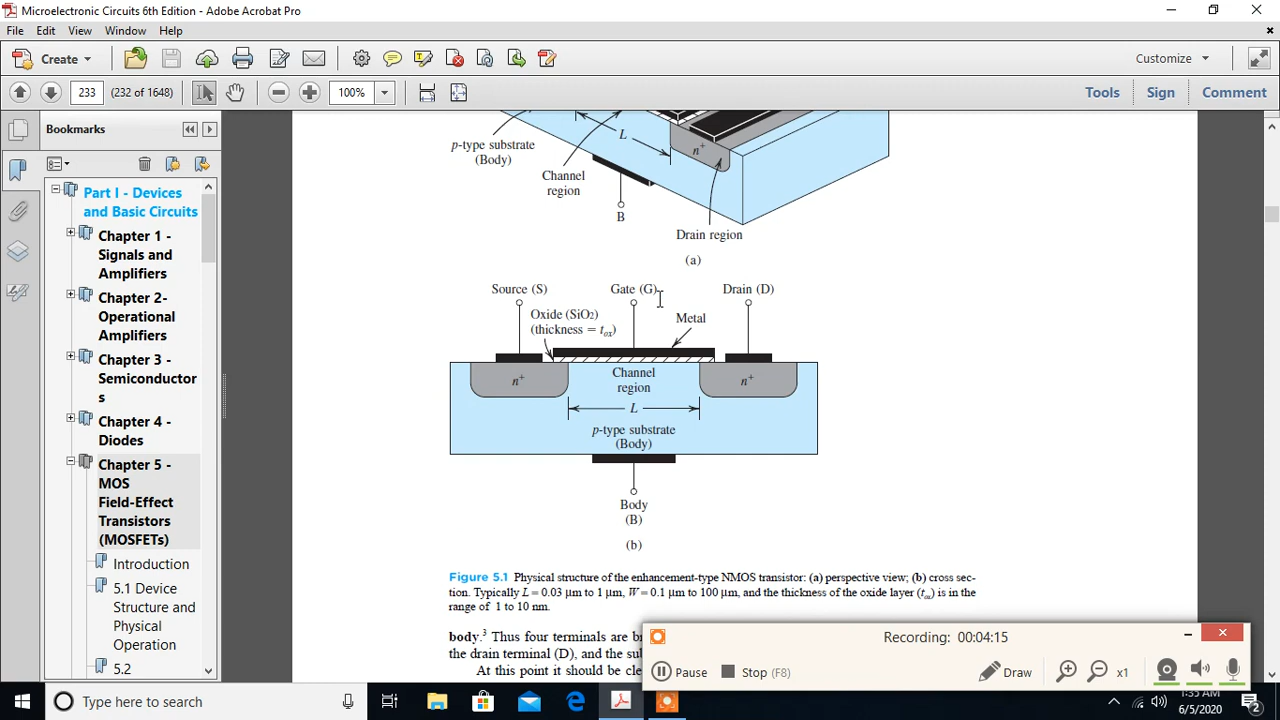 Microelectronic Circuits 6th Edition - Adobe Acrobat Pro
File Edit View Window Help
Create
Customize
233 (232 of 1648) 100%
Tools Sign Comment
Bookmarks
Part I - Devices
and Basic Circuits
Chapter 1 -
Signals and
Amplifiers
Chapter 2-
Operational
Amplifiers
Chapter 3 -
Semiconductor
s
Chapter 4 -
Diodes
Chapter 5 -
MOS
Field-Effect
Transistors
(MOSFETs)
Introduction
5.1 Device
Structure and
Physical
Operation
5.2
L
n+
p-type substrate
(Body)
Channel
region
B
Drain region
(a)
Source (S) Gate (G) Drain (D)
Oxide (SiO2)
(thickness = tox)
Metal
n+ Channel n+
region
L
p-type substrate
(Body)
Body
(B)
(b)
Figure 5.1 Physical structure of the enhancement-type NMOS transistor: (a) perspective view; (b) cross sec-
tion. Typically L = 0.03 μm to 1 μm, W = 0.1 μm to 100 μm, and the thickness of the oxide layer (tox) is in the
range of 1 to 10 nm.
body.3 Thus four terminals are
the drain terminal (D), and the
At this point it should be
Recording: 00:04:15
Pause Stop (F8) Draw x1
Type here to search
1:35 AM
6/5/2020
2